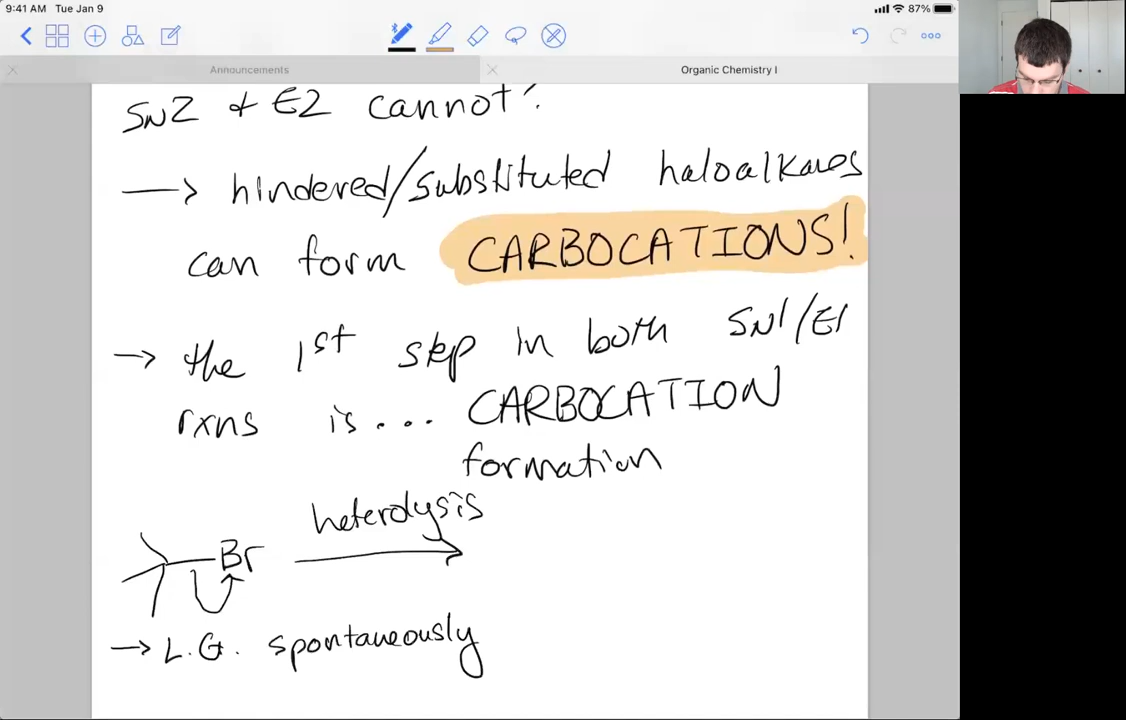 9:41 AM Tue Jan 9 87%
Announcements
Organic Chemistry I
SN2 & E2 cannot?
→ hindered/substituted haloalkanes
can form CARBOCATIONS!
→ the 1st step in both SN1/E1
rxns is... CARBOCATION
formation
heterolysis
Br
→ L.G. spontaneously